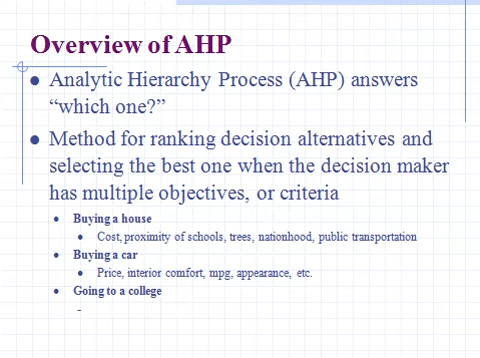 Overview of AHP
Analytic Hierarchy Process (AHP) answers
“which one?”
Method for ranking decision alternatives and
selecting the best one when the decision maker
has multiple objectives, or criteria
Buying a house
Cost, proximity of schools, trees, nationhood, public transportation
Buying a car
Price, interior comfort, mpg, appearance, etc.
Going to a college
-